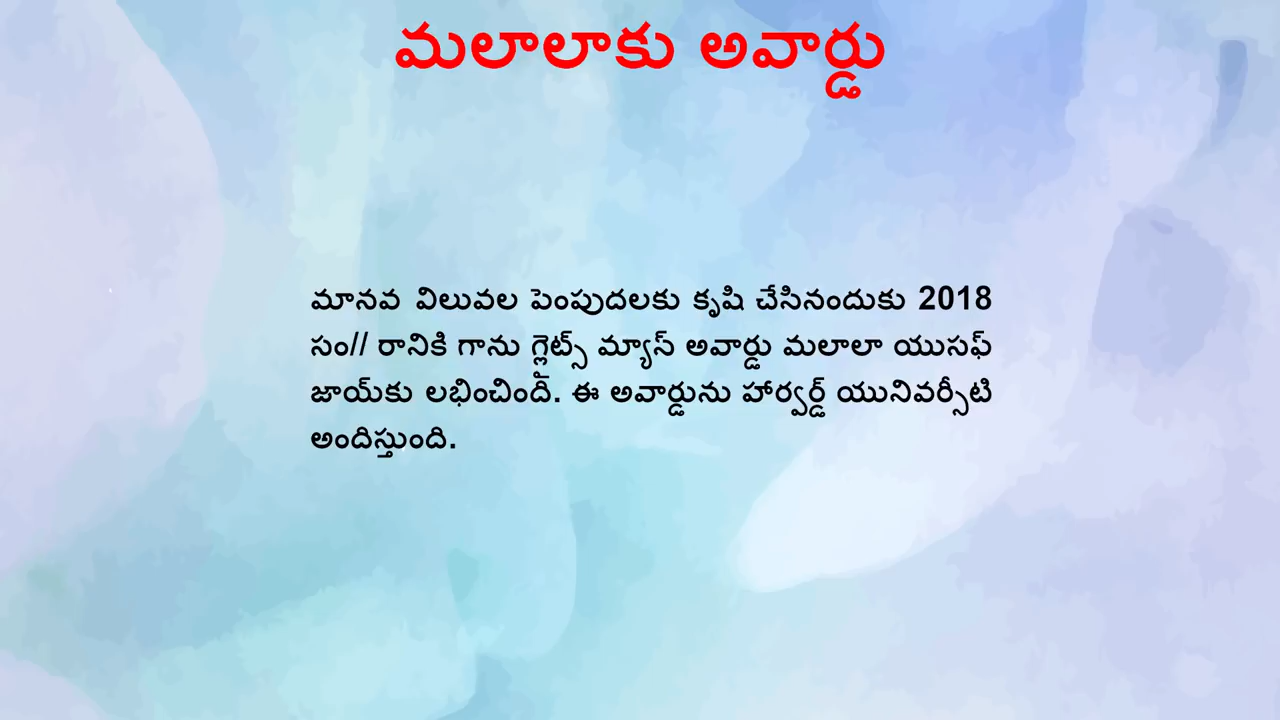 మలాలాకు అవార్డు
మానవ విలువల పెంపుదలకు కృషి చేసినందుకు 2018
సం// రానికి గాను గ్లైట్స్ మ్యాస్ అవార్డు మలాలా యుసఫ్
జాయ్‌కు లభించింది. ఈ అవార్డును హార్వర్డ్ యునివర్సీటి
అందిస్తుంది.